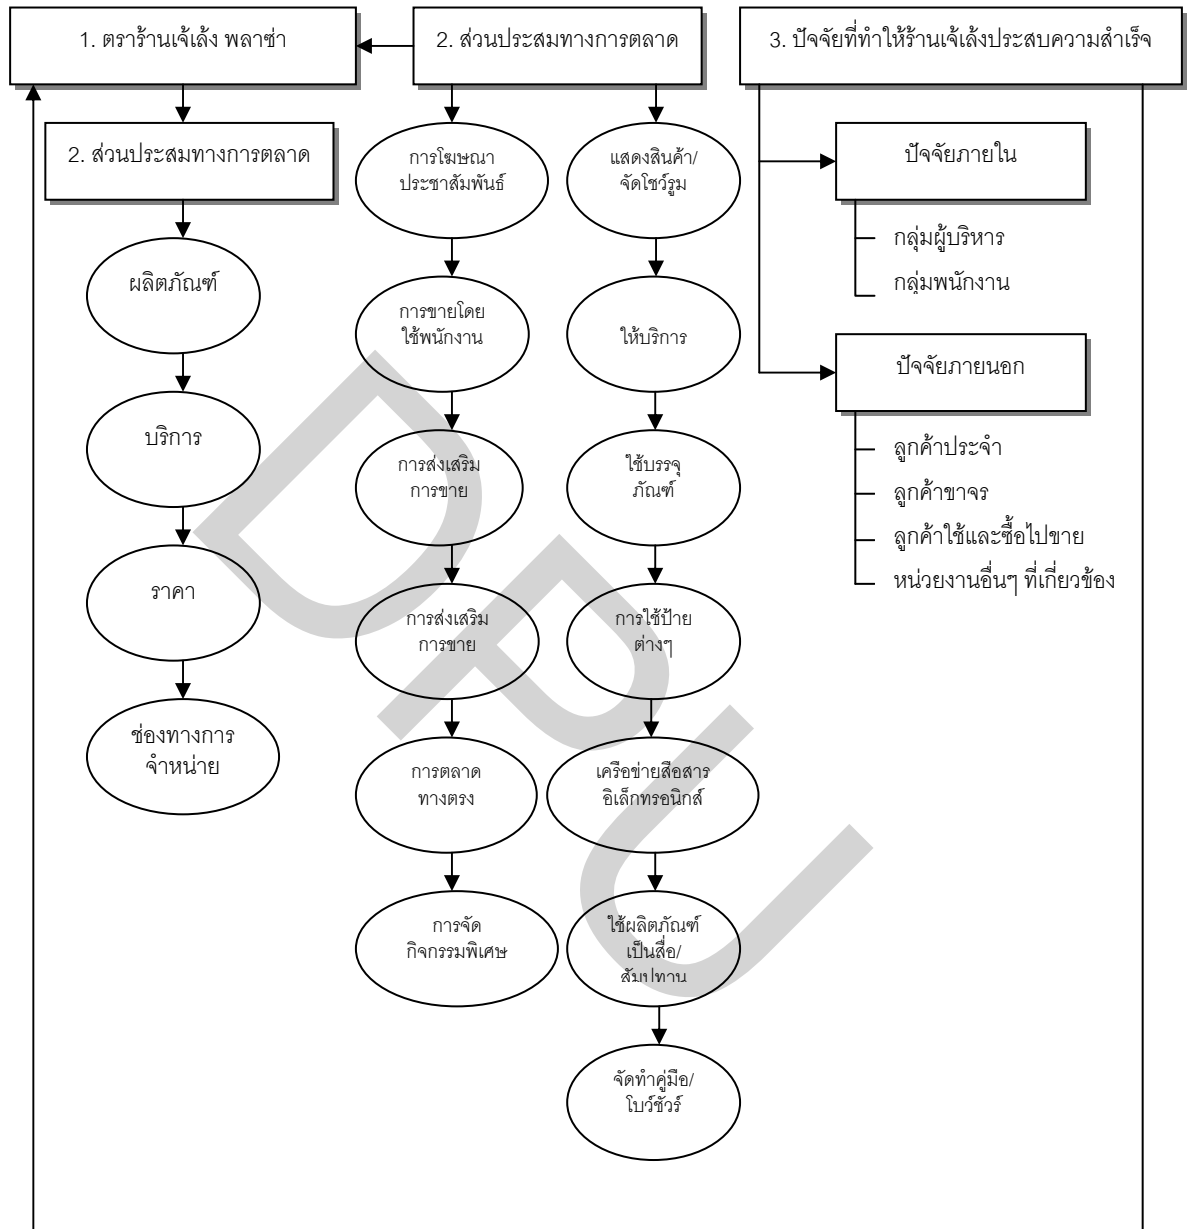 1. ตราร้านเจ้เล้ง พลาซ่า
2. ส่วนประสมทางการตลาด
ผลิตภัณฑ์
บริการ
ราคา
ช่องทางการ
จำหน่าย
2. ส่วนประสมทางการตลาด
การโฆษณา
ประชาสัมพันธ์
การขายโดย
ใช้พนักงาน
การส่งเสริม
การขาย
การส่งเสริม
การขาย
การตลาด
ทางตรง
การจัด
กิจกรรมพิเศษ
แสดงสินค้า/
จัดโชว์รูม
ให้บริการ
ใช้บรรจุ
ภัณฑ์
การใช้ป้าย
ต่างๆ
เครือข่ายสื่อสาร
อิเล็กทรอนิกส์
ใช้ผลิตภัณฑ์
เป็นสื่อ/
สัมปทาน
จัดทำคู่มือ/
โบว์ชัวร์
3. ปัจจัยที่ทำให้ร้านเจ้เล้งประสบความสำเร็จ
ปัจจัยภายใน
กลุ่มผู้บริหาร
กลุ่มพนักงาน
ปัจจัยภายนอก
ลูกค้าประจำ
ลูกค้าขาจร
ลูกค้าใช้และซื้อไปขาย
หน่วยงานอื่นๆ ที่เกี่ยวข้อง
DPU